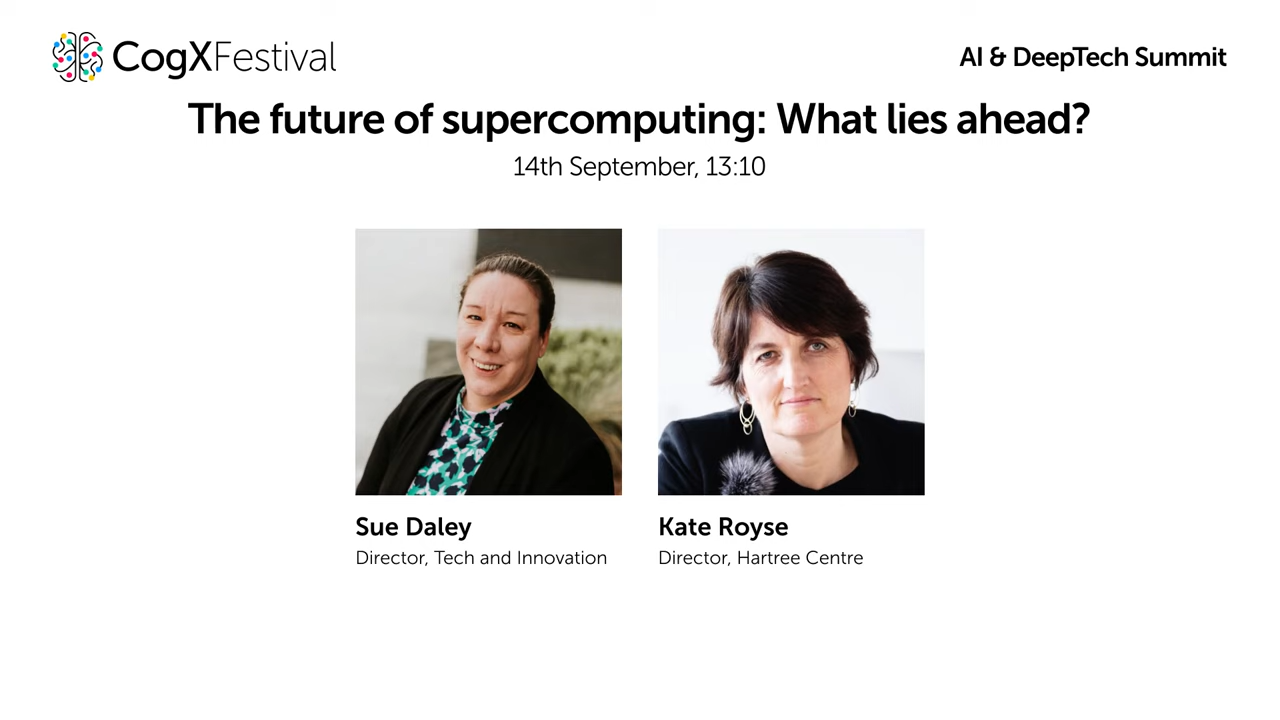 CogXFestival
AI & DeepTech Summit
The future of supercomputing: What lies ahead?
14th September, 13:10
Sue Daley
Director, Tech and Innovation
Kate Royse
Director, Hartree Centre